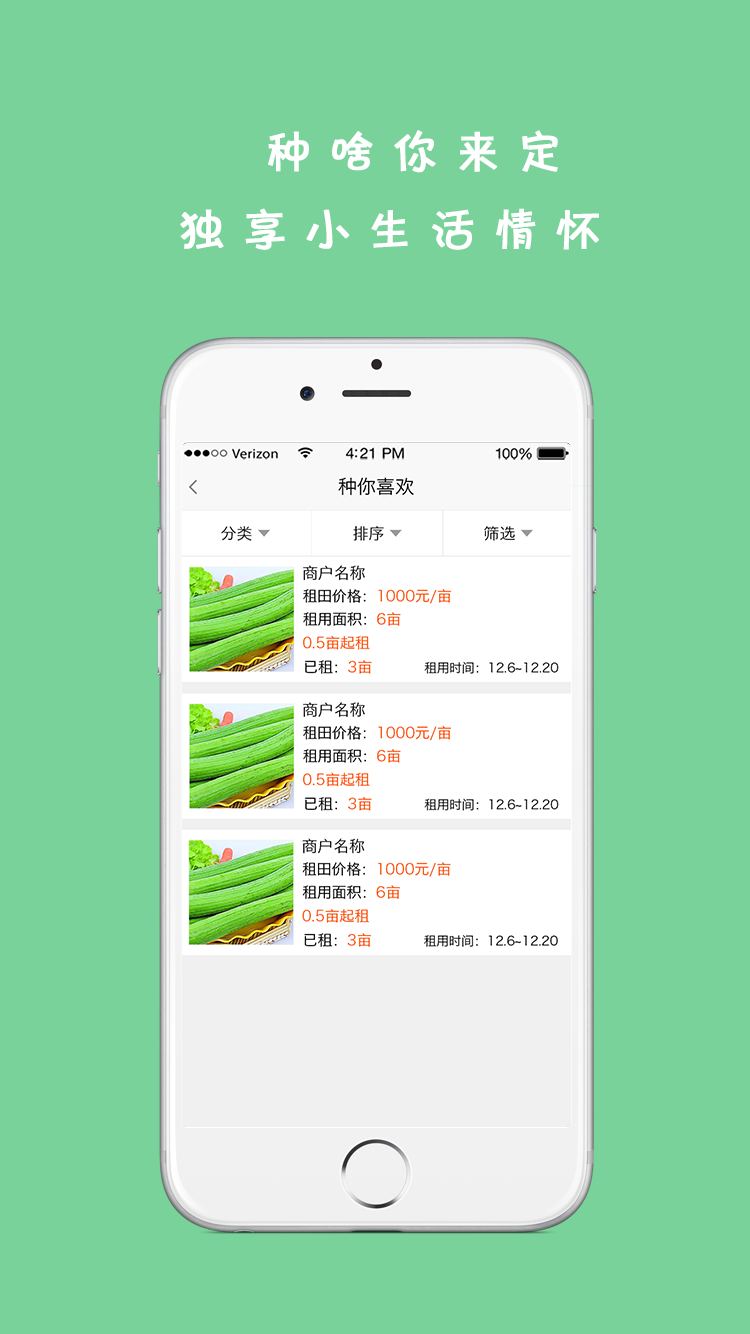 种啥你来定
独享小生活情怀
Verizon 4:21 PM 100%
种你喜欢
分类 排序 筛选
商户名称
租田价格：1000元/亩
租用面积：6亩
0.5亩起租
已租：3亩 租用时间：12.6~12.20
商户名称
租田价格：1000元/亩
租用面积：6亩
0.5亩起租
已租：3亩 租用时间：12.6~12.20
商户名称
租田价格：1000元/亩
租用面积：6亩
0.5亩起租
已租：3亩 租用时间：12.6~12.20